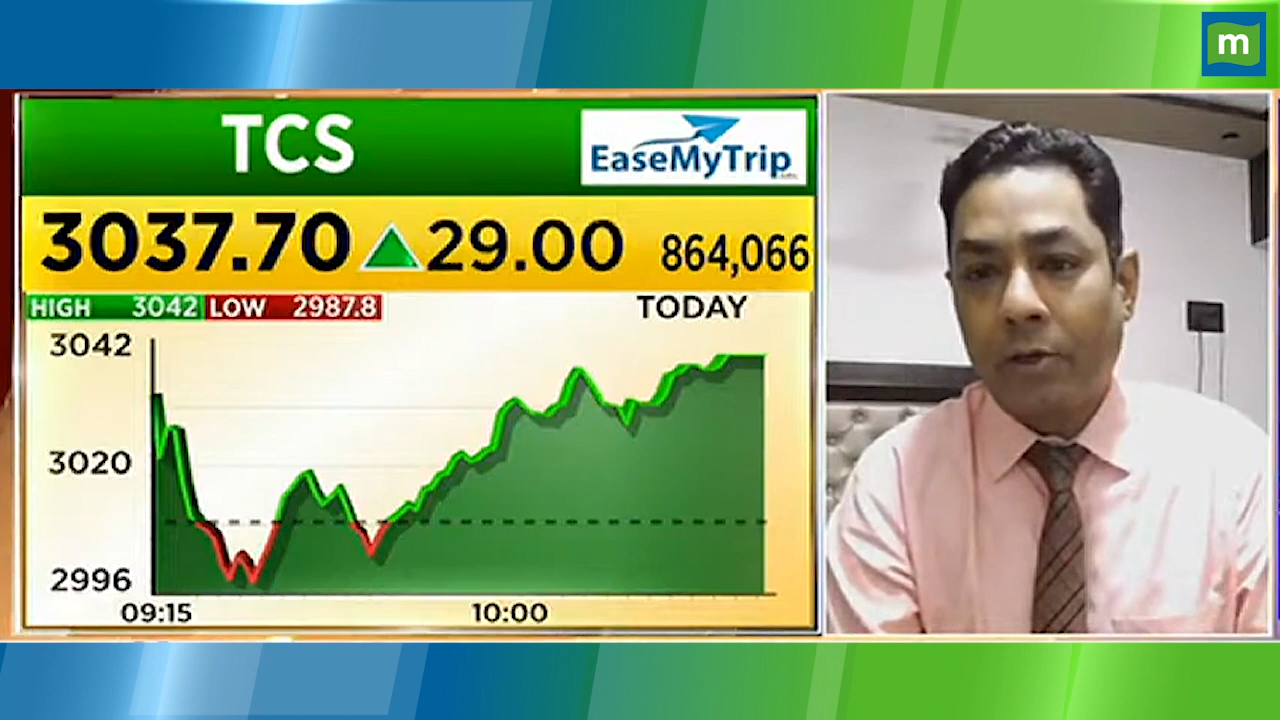 m
TCS
EaseMyTrip
3037.70 ▲ 29.00 864,066
HIGH 3042 LOW 2987.8 TODAY
3042
3020
2996
09:15 10:00